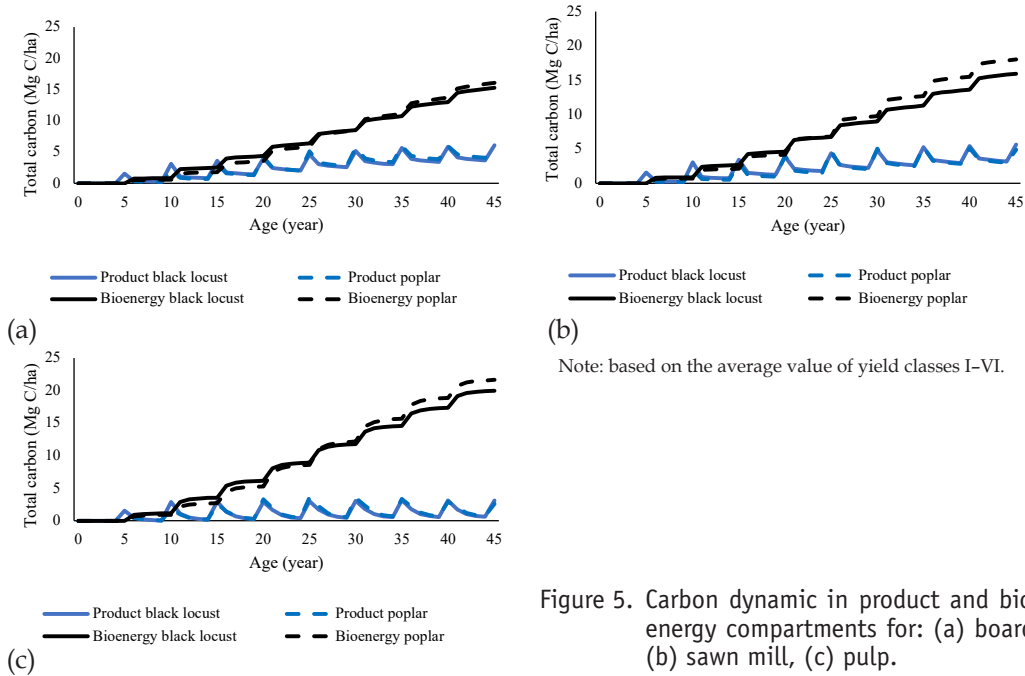 25
20
15
10
5
0
Total carbon (Mg C/ha)
0 5 10 15 20 25 30 35 40 45
Age (year)
Product black locust Product poplar
Bioenergy black locust Bioenergy poplar
(a)
25
20
15
10
5
0
Total carbon (Mg C/ha)
0 5 10 15 20 25 30 35 40 45
Age (year)
Product black locust Product poplar
Bioenergy black locust Bioenergy poplar
(b)
25
20
15
10
5
0
Total carbon (Mg C/ha)
0 5 10 15 20 25 30 35 40 45
Age (year)
Product black locust Product poplar
Bioenergy black locust Bioenergy poplar
(c)
Note: based on the average value of yield classes I–VI.
Figure 5. Carbon dynamic in product and bio
energy compartments for: (a) board
(b) sawn mill, (c) pulp.